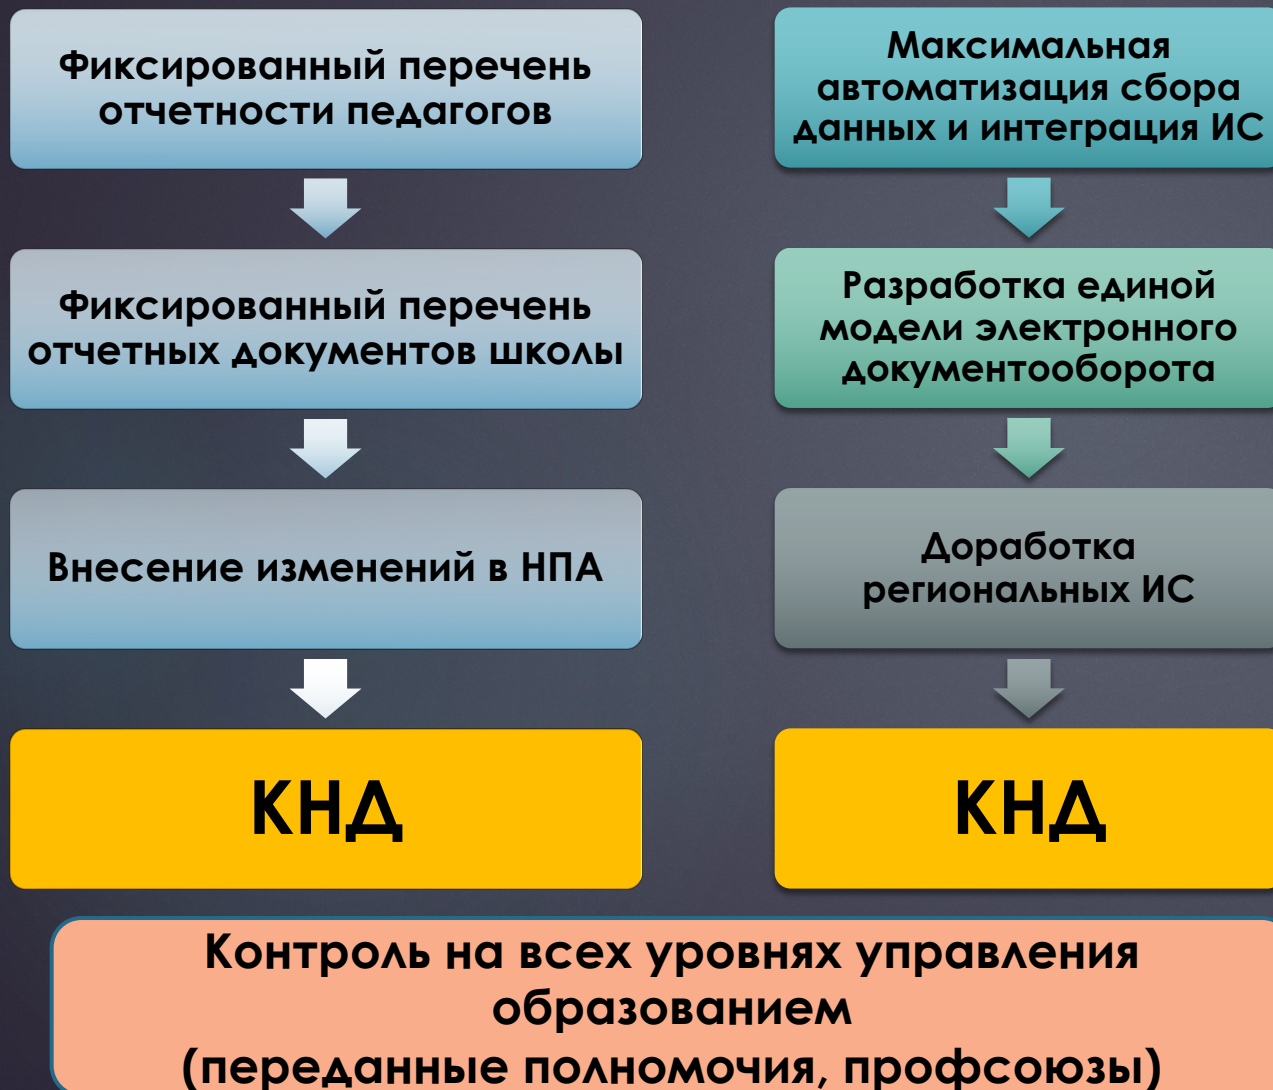 Фиксированный перечень
отчетности педагогов
Фиксированный перечень
отчетных документов школы
Внесение изменений в НПА
КНД
Максимальная
автоматизация сбора
данных и интеграция ИС
Разработка единой
модели электронного
документооборота
Доработка
региональных ИС
КНД
Контроль на всех уровнях управления
образованием
(переданные полномочия, профсоюзы)